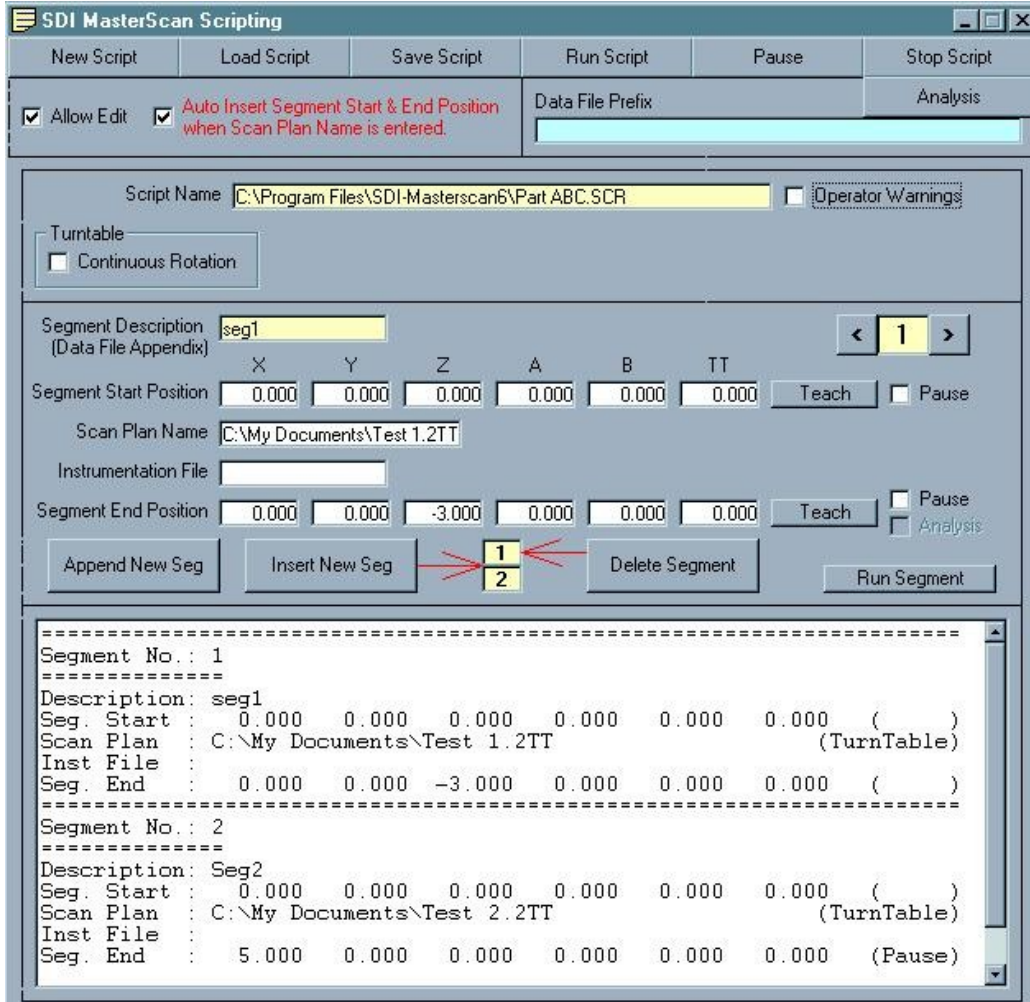 SDI MasterScan Scripting
New Script Load Script Save Script Run Script Pause Stop Script
Allow Edit Auto Insert Segment Start & End Position
when Scan Plan Name is entered.
Data File Prefix Analysis
Script Name C:\Program Files\SDI-Masterscan6\Part ABC.SCR Operator Warnings
Turntable
Continuous Rotation
Segment Description seg1 < 1 >
(Data File Appendix)
X Y Z A B TT
Segment Start Position 0.000 0.000 0.000 0.000 0.000 0.000 Teach Pause
Scan Plan Name C:\My Documents\Test 1.2TT
Instrumentation File
Segment End Position 0.000 0.000 -3.000 0.000 0.000 0.000 Teach Pause
Analysis
Append New Seg Insert New Seg 1 Delete Segment
2 Run Segment
======================================================================
Segment No.: 1
==============
Description: seg1
Seg. Start : 0.000 0.000 0.000 0.000 0.000 0.000 ( )
Scan Plan : C:\My Documents\Test 1.2TT (TurnTable)
Inst File :
Seg. End : 0.000 0.000 -3.000 0.000 0.000 0.000 ( )
======================================================================
Segment No.: 2
==============
Description: Seg2
Seg. Start : 0.000 0.000 0.000 0.000 0.000 0.000 ( )
Scan Plan : C:\My Documents\Test 2.2TT (TurnTable)
Inst File :
Seg. End : 5.000 0.000 0.000 0.000 0.000 0.000 (Pause)